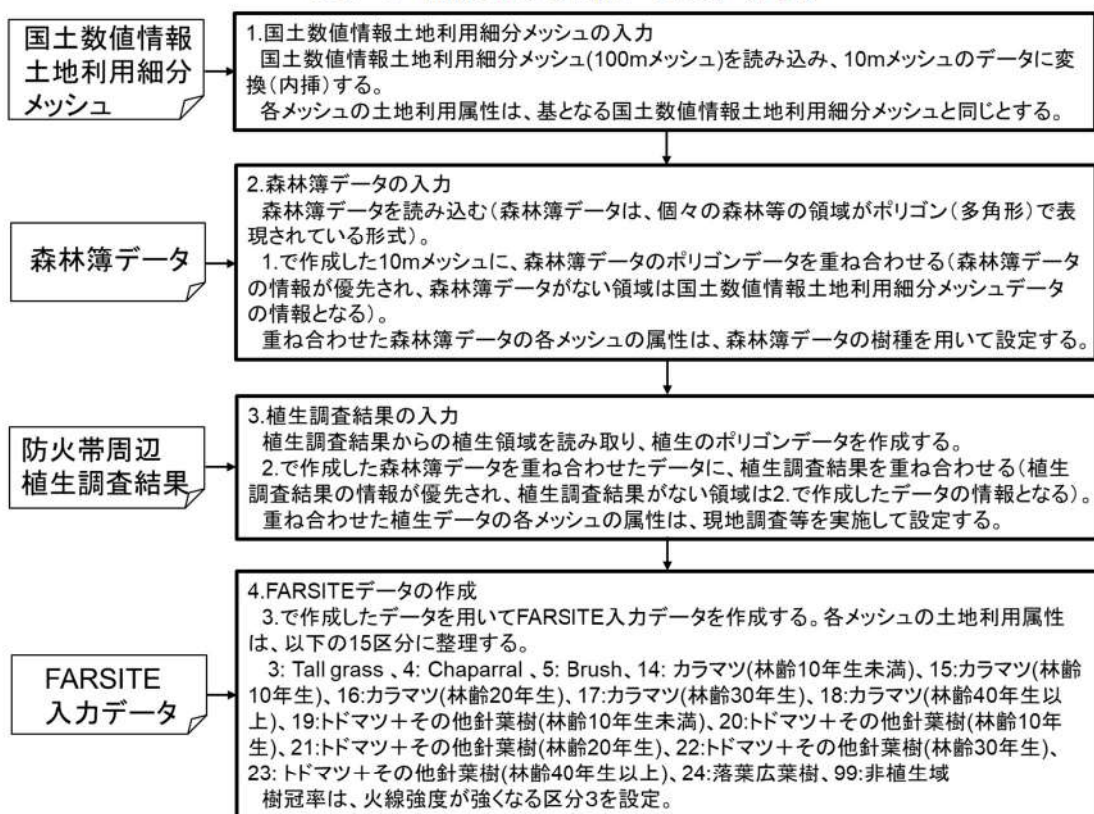 国土数値情報
土地利用細分
メッシュ
1.国土数値情報土地利用細分メッシュの入力
国土数値情報土地利用細分メッシュ(100mメッシュ)を読み込み、10mメッシュのデータに変
換(内挿)する。
各メッシュの土地利用属性は、基となる国土数値情報土地利用細分メッシュと同じとする。
森林簿データ
2.森林簿データの入力
森林簿データを読み込む(森林簿データは、個々の森林等の領域がポリゴン(多角形)で表
現されている形式)。
1.で作成した10mメッシュに、森林簿データのポリゴンデータを重ね合わせる(森林簿データ
の情報が優先され、森林簿データがない領域は国土数値情報土地利用細分メッシュデータ
の情報となる)。
重ね合わせた森林簿データの各メッシュの属性は、森林簿データの樹種を用いて設定する。
防火帯周辺
植生調査結果
3.植生調査結果の入力
植生調査結果からの植生領域を読み取り、植生のポリゴンデータを作成する。
2.で作成した森林簿データを重ね合わせたデータに、植生調査結果を重ね合わせる(植生
調査結果の情報が優先され、植生調査結果がない領域は2.で作成したデータの情報となる)。
重ね合わせた植生データの各メッシュの属性は、現地調査等を実施して設定する。
FARSITE
入力データ
4.FARSITEデータの作成
3.で作成したデータを用いてFARSITE入力データを作成する。各メッシュの土地利用属性
は、以下の15区分に整理する。
3: Tall grass 、4: Chaparral 、5: Brush、14: カラマツ(林齢10年生未満)、15:カラマツ(林齢
10年生)、16:カラマツ(林齢20年生)、17:カラマツ(林齢30年生)、18:カラマツ(林齢40年生以
上)、19:トドマツ+その他針葉樹(林齢10年生未満)、20:トドマツ+その他針葉樹(林齢10年
生)、21:トドマツ+その他針葉樹(林齢20年生)、22:トドマツ+その他針葉樹(林齢30年生)、
23: トドマツ+その他針葉樹(林齢40年生以上)、24:落葉広葉樹、99:非植生域
樹冠率は、火線強度が強くなる区分3を設定。